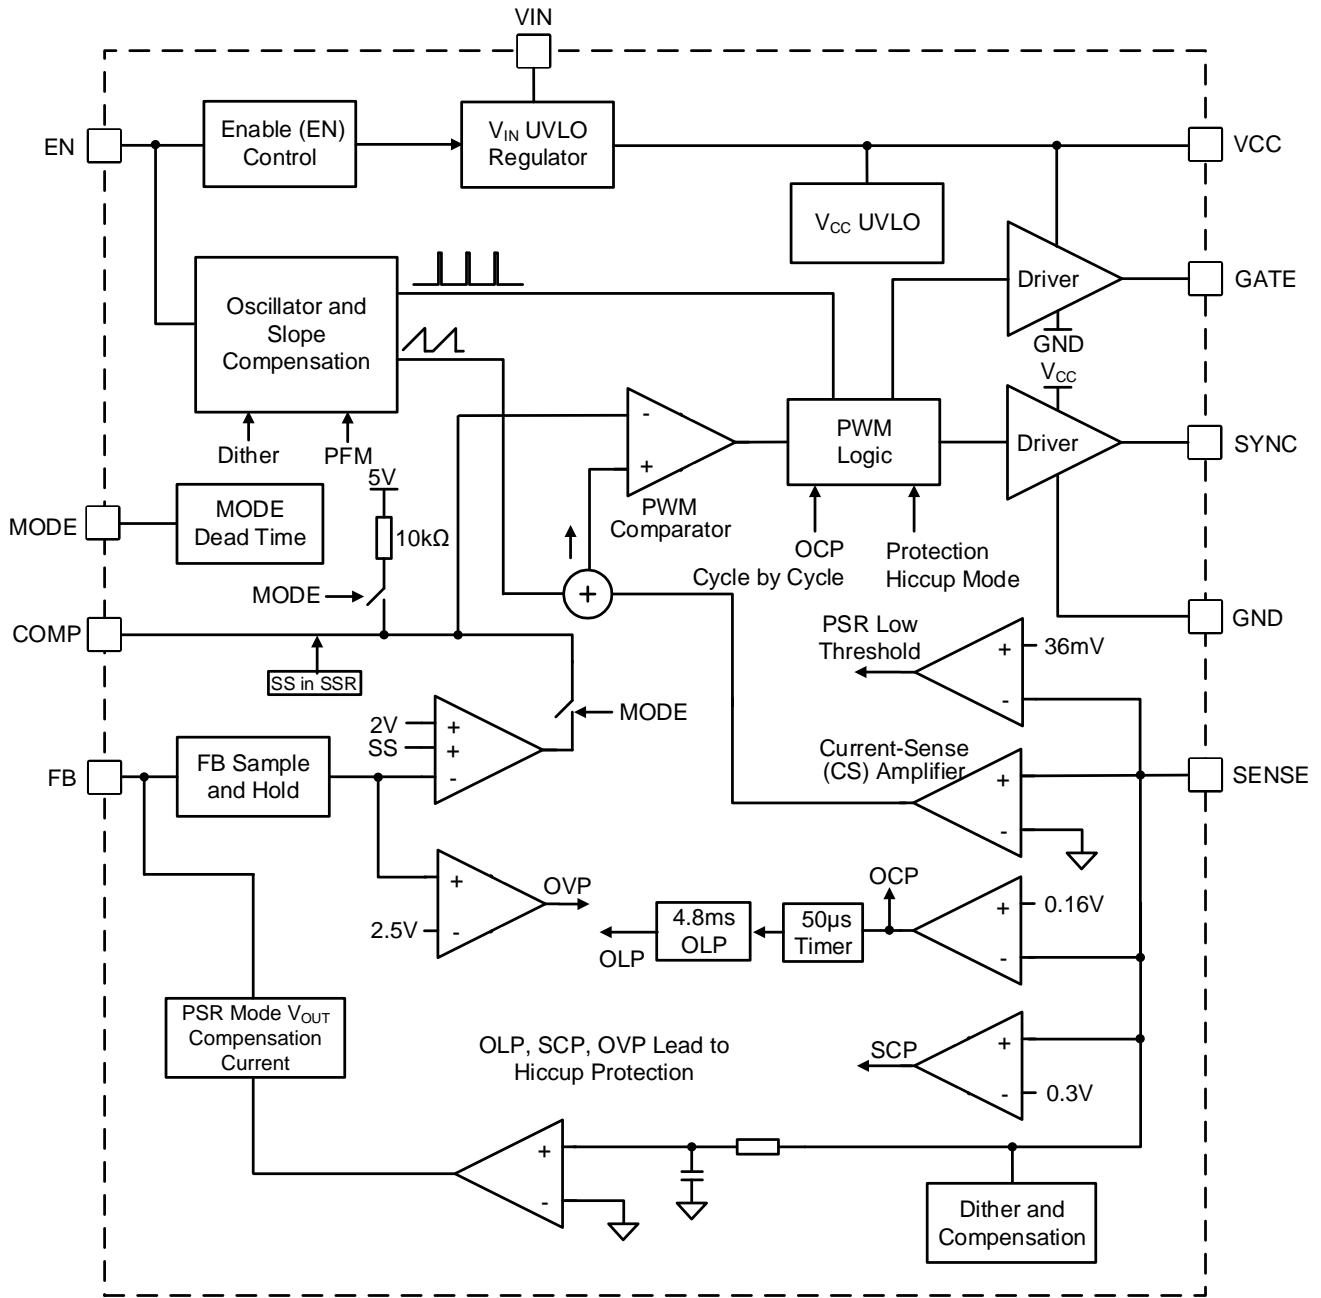 VIN
EN
Enable (EN)
Control
VIN UVLO
Regulator
VCC
VCC UVLO
Oscillator and
Slope
Compensation
Driver
GATE
GND
VCC
Dither
PFM
-
+
PWM
Comparator
PWM
Logic
Driver
SYNC
MODE
MODE
Dead Time
5V
10kΩ
OCP
Cycle by Cycle
Protection
Hiccup Mode
MODE
+
COMP
SS in SSR
PSR Low
Threshold
+
-
36mV
GND
2V
SS
+
+
-
MODE
FB
FB Sample
and Hold
Current-Sense
(CS) Amplifier
+
-
SENSE
+
-
2.5V
OVP
OLP
4.8ms
OLP
50µs
Timer
OCP
+
-
0.16V
PSR Mode VOUT
Compensation
Current
OLP, SCP, OVP Lead to
Hiccup Protection
SCP
+
-
0.3V
+
-
Dither and
Compensation